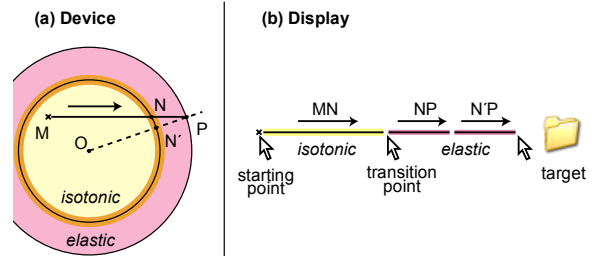 (a) Device
M
N
P
N´
O
isotonic
elastic
(b) Display
MN
NP
N´P
isotonic
elastic
starting
point
transition
point
target